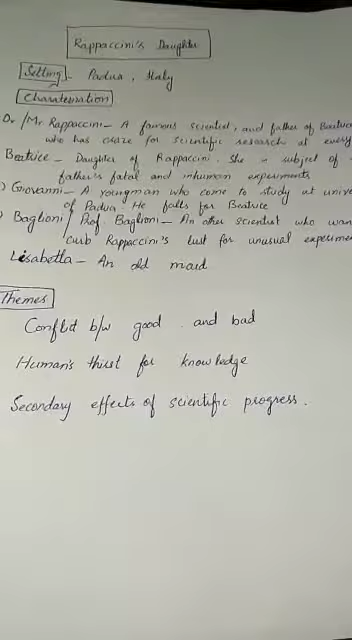 Rappaccini's Daughter
Setting - Padua, Italy
Charaterisation
Dr/Mr Rappaccini - A famous scientist, and father of Beatrice
who has craze for scientific research at every
Beatrice - Daughter of Rappaccini. She is subject of
father's fatal and inhuman experiments
) Giovanni - A youngman who come to study at unive
of Padua. He falls for Beatrice
) Baglioni / Prof. Baglioni - An other scientist who wan
curb Rappaccini's lust for unusual experime
Lisabetta - An old maid
Themes
Conflict b/w good and bad
Human's thirst for knowledge
Secondary effects of scientific progress.